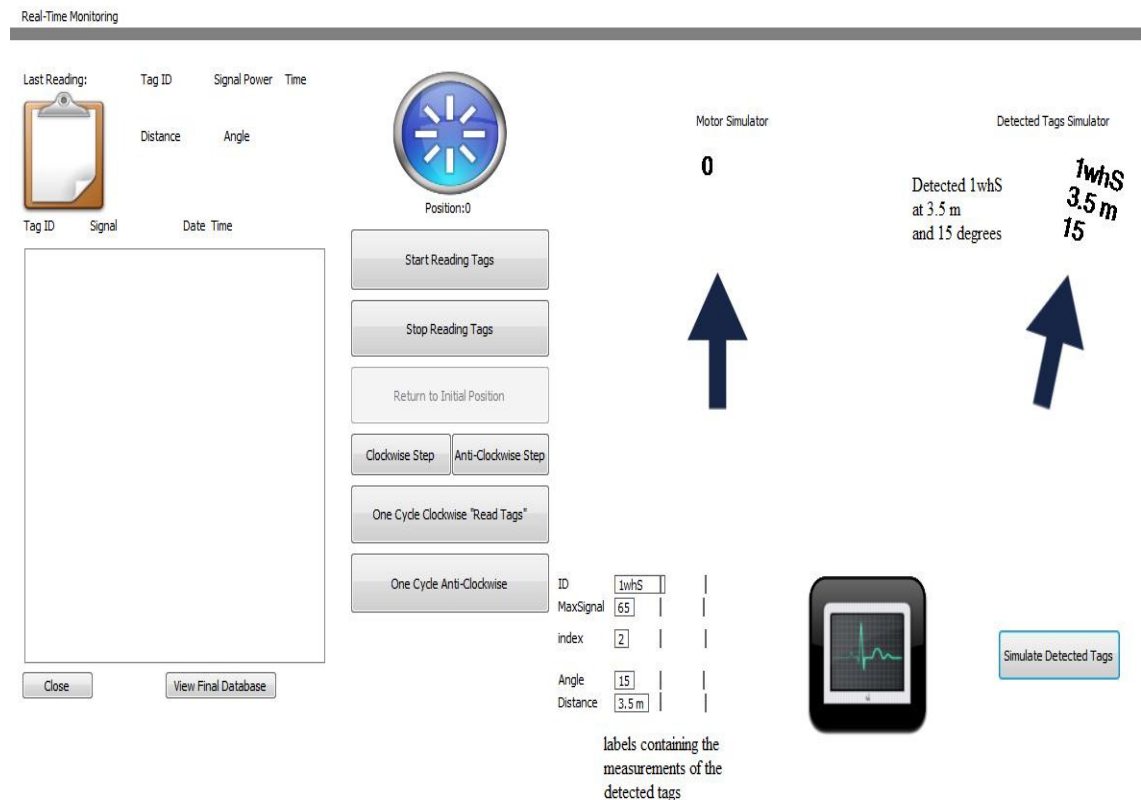 Real-Time Monitoring
Last Reading: Tag ID Signal Power Time
Distance Angle
Tag ID Signal Date Time
Close
View Final Database
Position:0
Start Reading Tags
Stop Reading Tags
Return to Initial Position
Clockwise Step
Anti-Clockwise Step
One Cycle Clockwise "Read Tags"
One Cycle Anti-Clockwise
Motor Simulator
0
Detected Tags Simulator
Detected 1whS
at 3.5 m
and 15 degrees
1whS
3.5 m
15
ID 1whS
MaxSignal 65
index 2
Angle 15
Distance 3.5 m
labels containing the
measurements of the
detected tags
Simulate Detected Tags